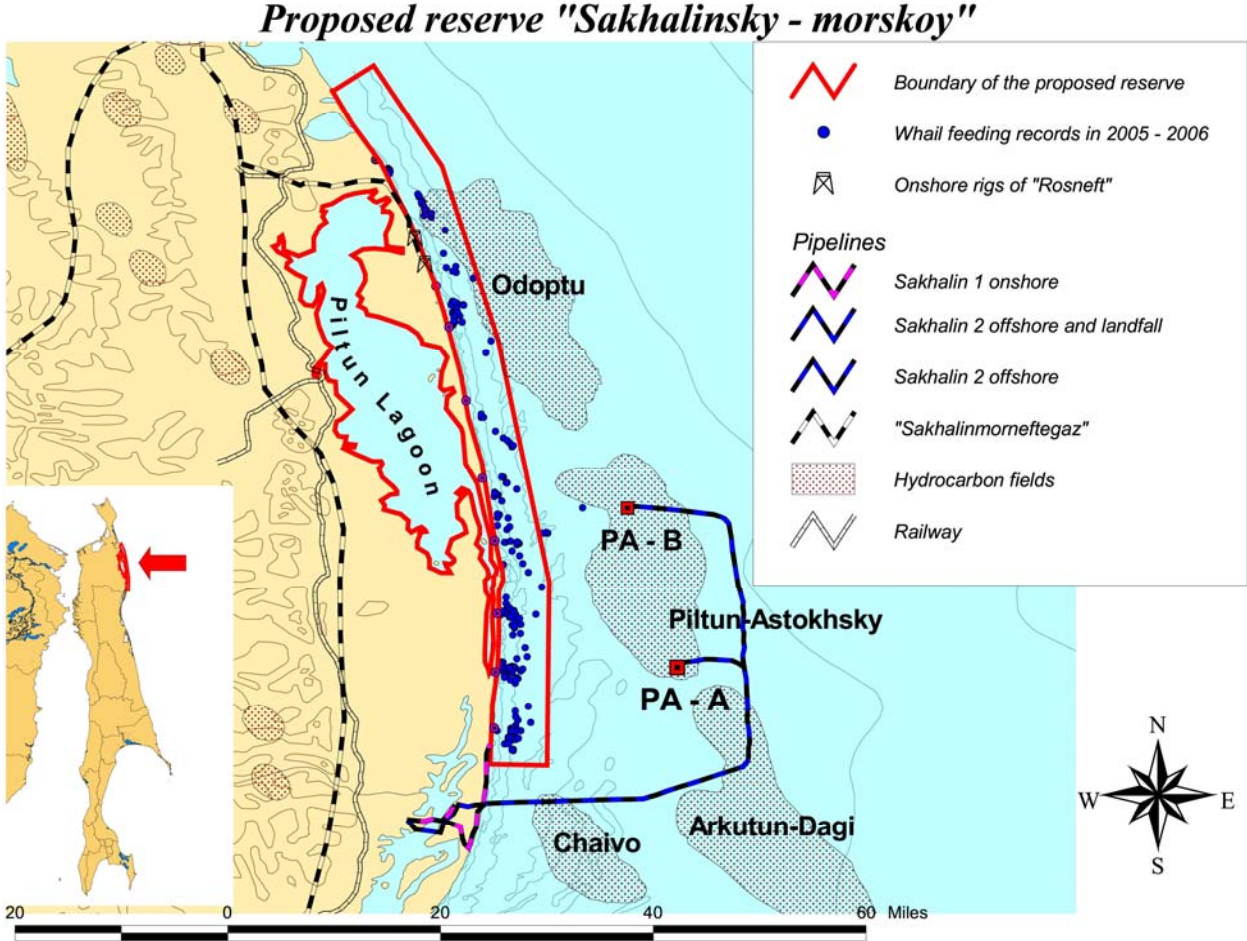 Proposed reserve "Sakhalinsky - morskoy"
Boundary of the proposed reserve
Whail feeding records in 2005 - 2006
Onshore rigs of "Rosneft"
Pipelines
Sakhalin 1 onshore
Sakhalin 2 offshore and landfall
Sakhalin 2 offshore
"Sakhalinmorneftegaz"
Hydrocarbon fields
Railway
Odoptu
Piltun Lagoon
PA - B
Piltun-Astokhsky
PA - A
Chaivo
Arkutun-Dagi
N
W E
S
20 0 20 40 60 Miles